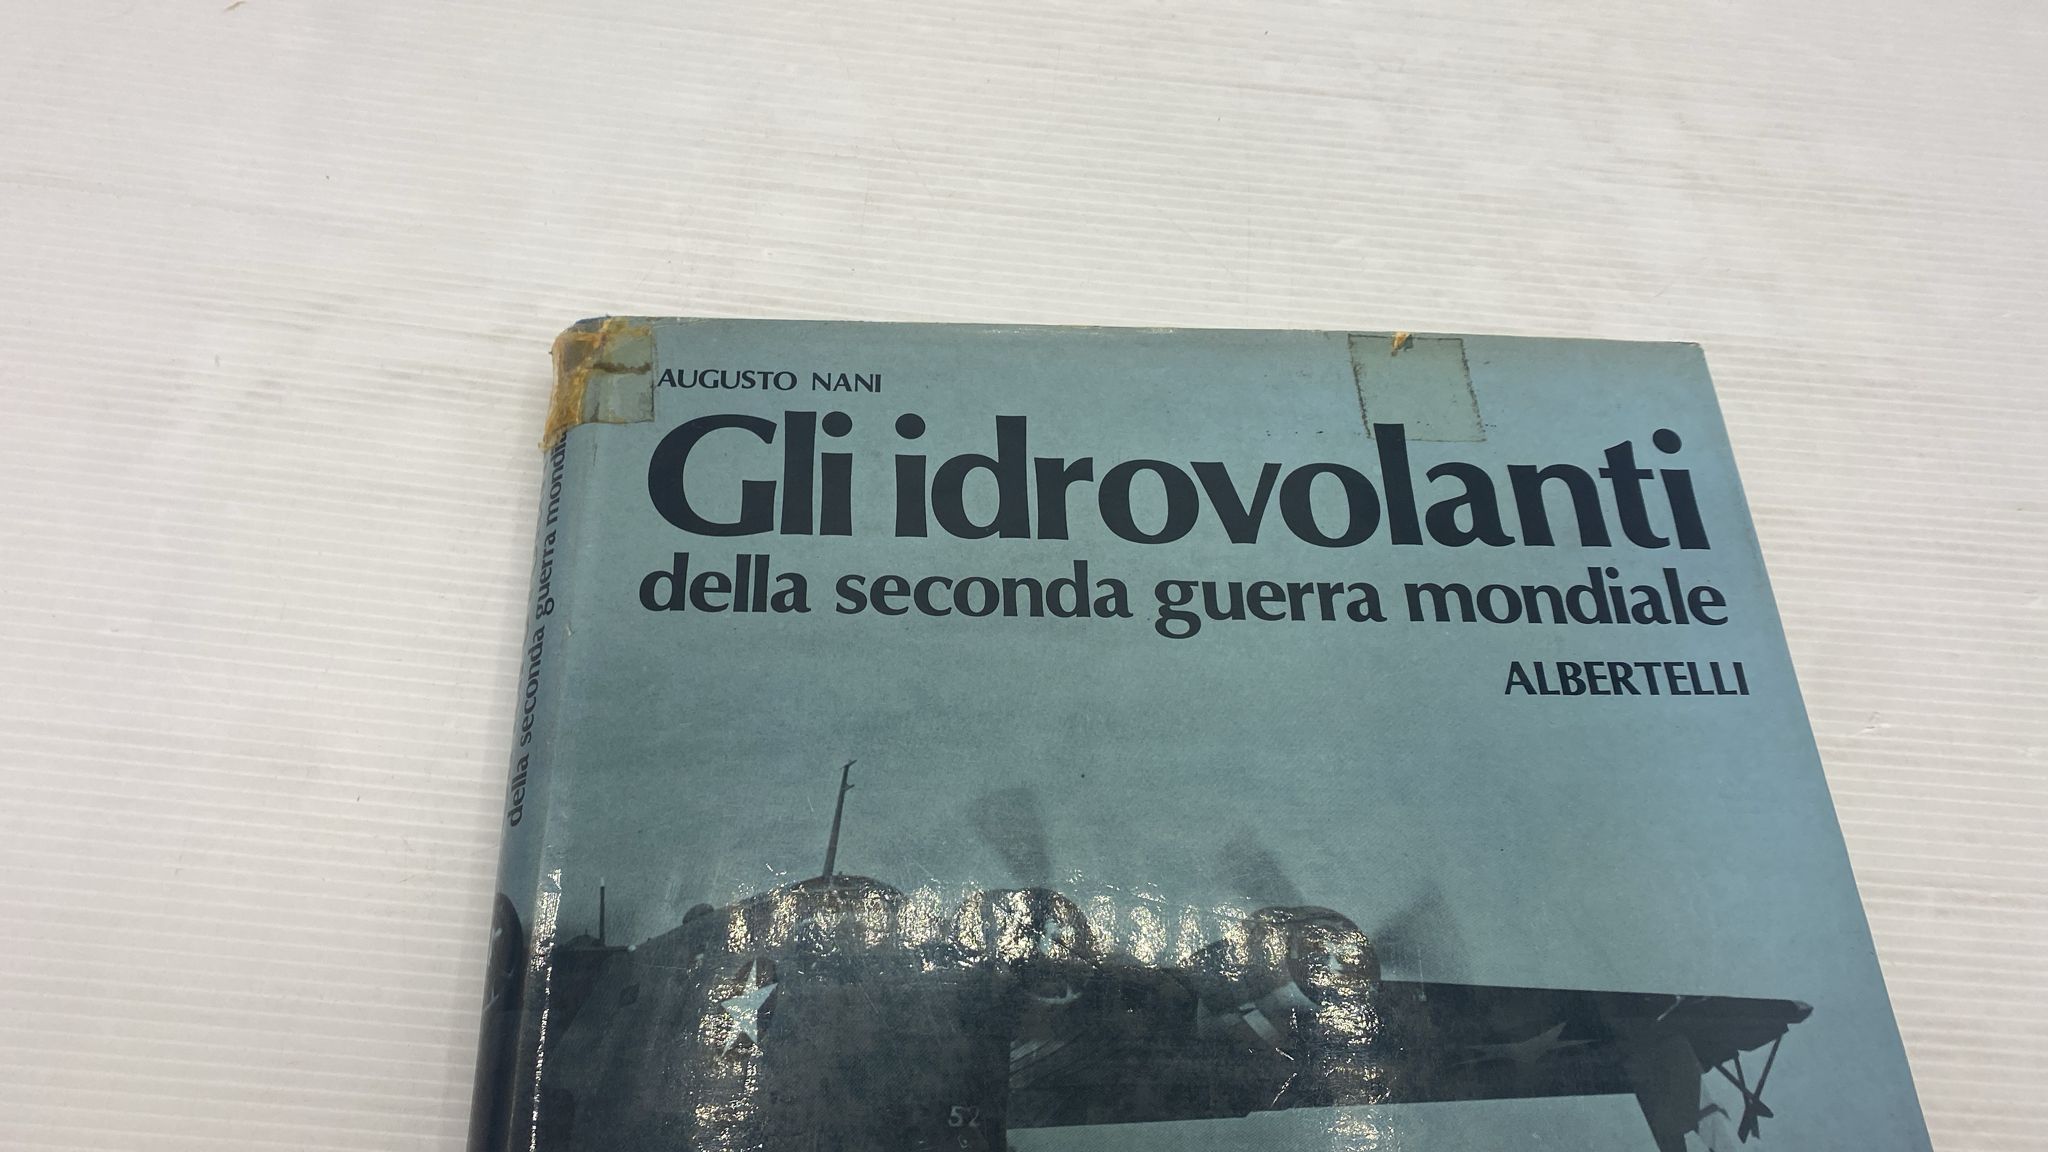 AUGUSTO NANI
Gli idrovolanti
della seconda guerra mondiale
ALBERTELLI
della seconda guerra mondiale
52